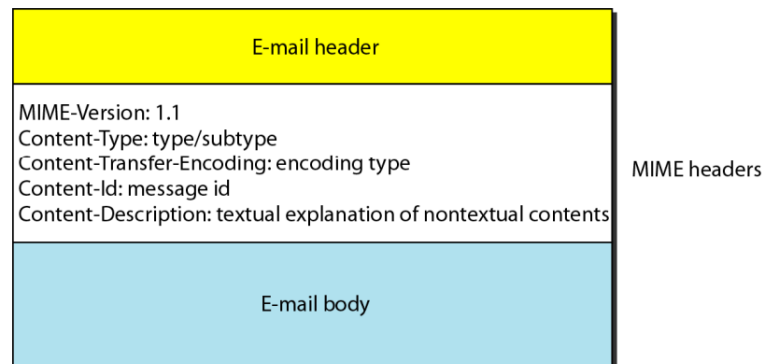 E-mail header
MIME-Version: 1.1
Content-Type: type/subtype
Content-Transfer-Encoding: encoding type
Content-Id: message id
Content-Description: textual explanation of nontextual contents
MIME headers
E-mail body